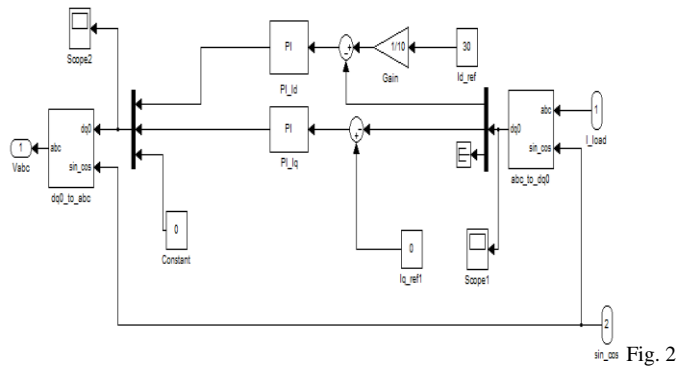 Scope2
PI
PI_Id
1/10
Gain
30
Id_ref
1
Vabc
abc
dq0
sin_cos
dq0_to_abc
0
Constant
PI
PI_Iq
0
Iq_ref1
abc
dq0
sin_cos
abc_to_dq0
1
I_load
Scope1
2
sin_cos
Fig. 2